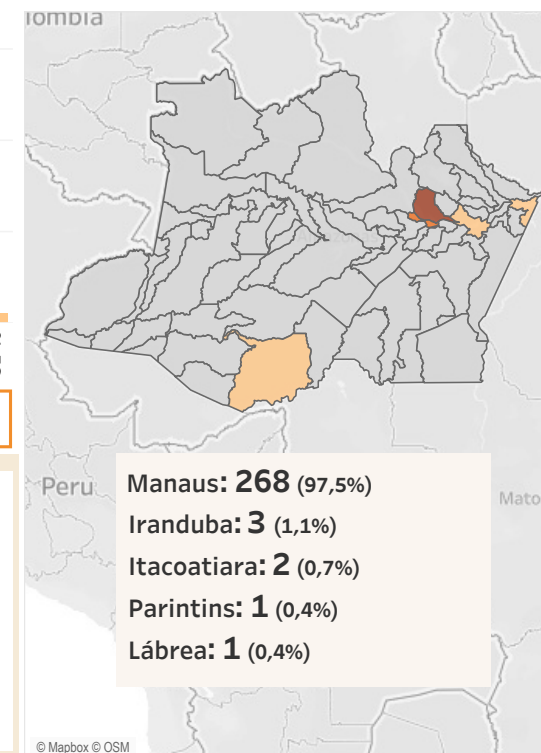 lombia
Peru
Mato
Manaus: 268 (97,5%)
Iranduba: 3 (1,1%)
Itacoatiara: 2 (0,7%)
Parintins: 1 (0,4%)
Lábrea: 1 (0,4%)
© Mapbox © OSM